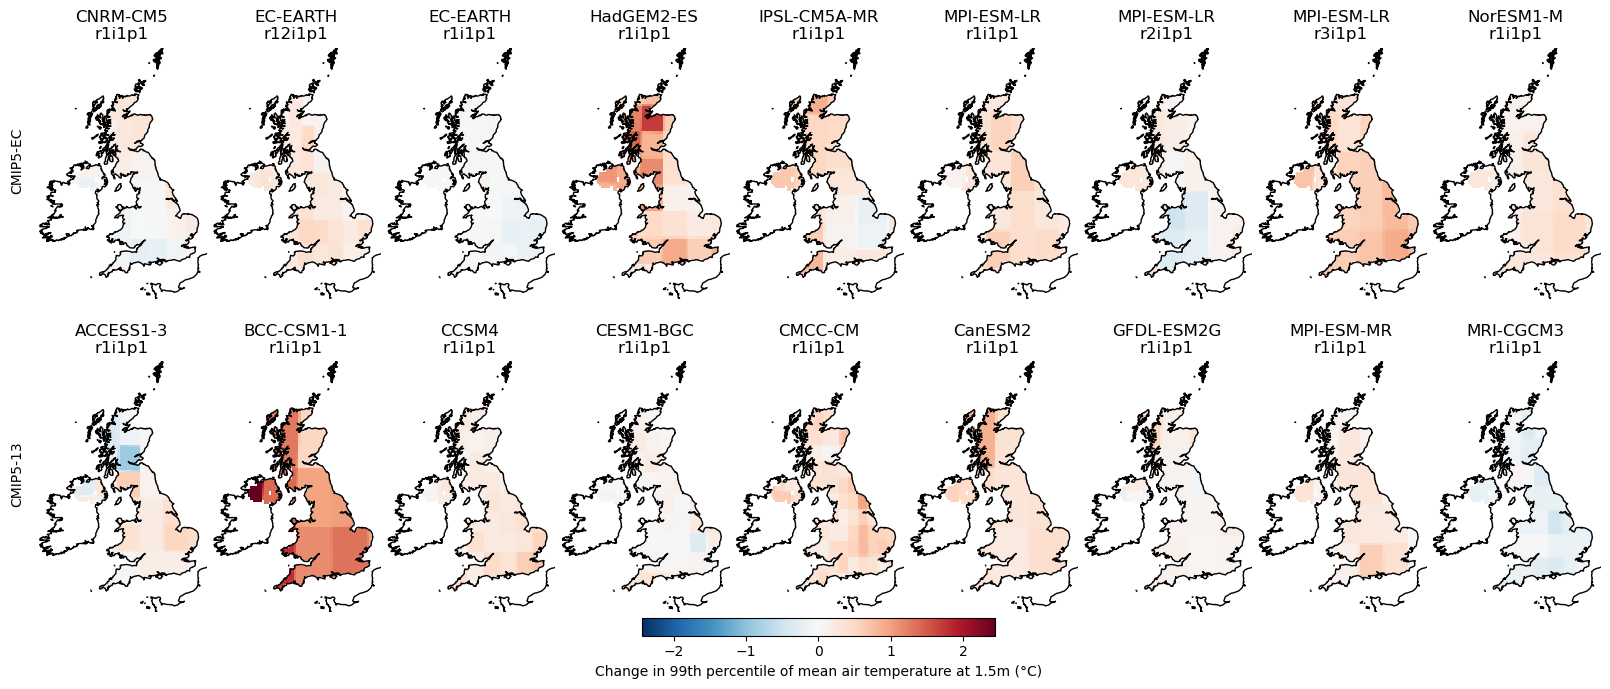 CNRM-CM5 EC-EARTH EC-EARTH HadGEM2-ES IPSL-CM5A-MR MPI-ESM-LR MPI-ESM-LR MPI-ESM-LR NorESM1-M
r1i1p1 r12i1p1 r1i1p1 r1i1p1 r1i1p1 r1i1p1 r2i1p1 r3i1p1 r1i1p1
CMIP5-EC
ACCESS1-3 BCC-CSM1-1 CCSM4 CESM1-BGC CMCC-CM CanESM2 GFDL-ESM2G MPI-ESM-MR MRI-CGCM3
r1i1p1 r1i1p1 r1i1p1 r1i1p1 r1i1p1 r1i1p1 r1i1p1 r1i1p1 r1i1p1
CMIP5-13
−2 −1 0 1 2
Change in 99th percentile of mean air temperature at 1.5m (°C)